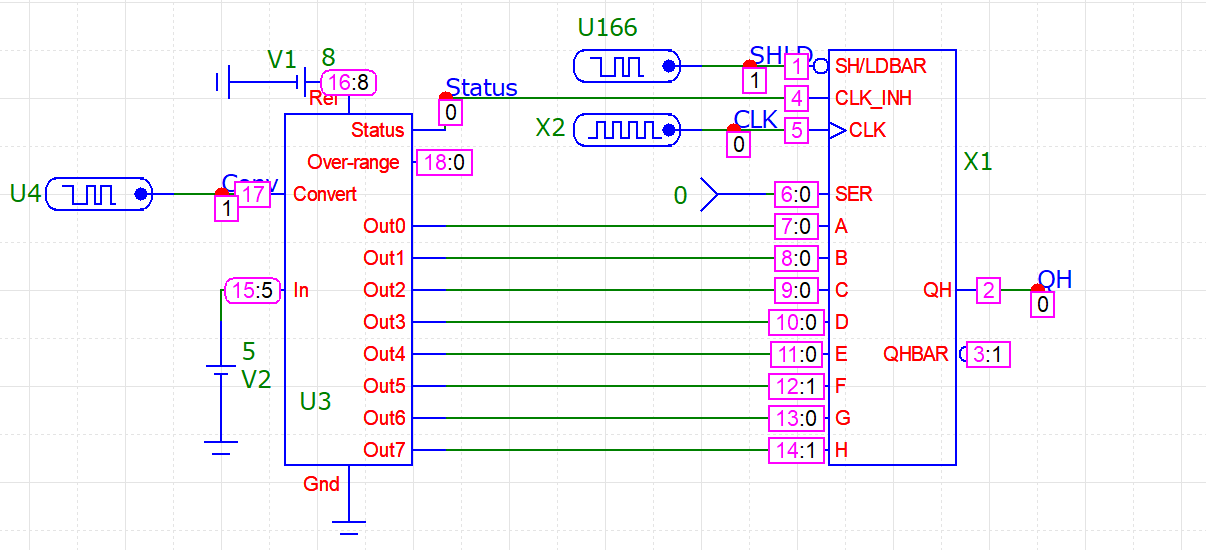 U166
V1
8
SHLD
16:8
1
SH/LDBAR
Ref
1
Status
4
CLK_INH
0
X2
CLK
5
CLK
Status
0
Over-range
18:0
X1
U4
Conv
17
Convert
0
6:0
SER
1
Out0
7:0
A
Out1
8:0
B
QH
15:5
In
Out2
9:0
C
QH
2
0
Out3
10:0
D
5
Out4
11:0
E
QHBAR
3:1
V2
Out5
12:1
F
U3
Out6
13:0
G
Out7
14:1
H
Gnd